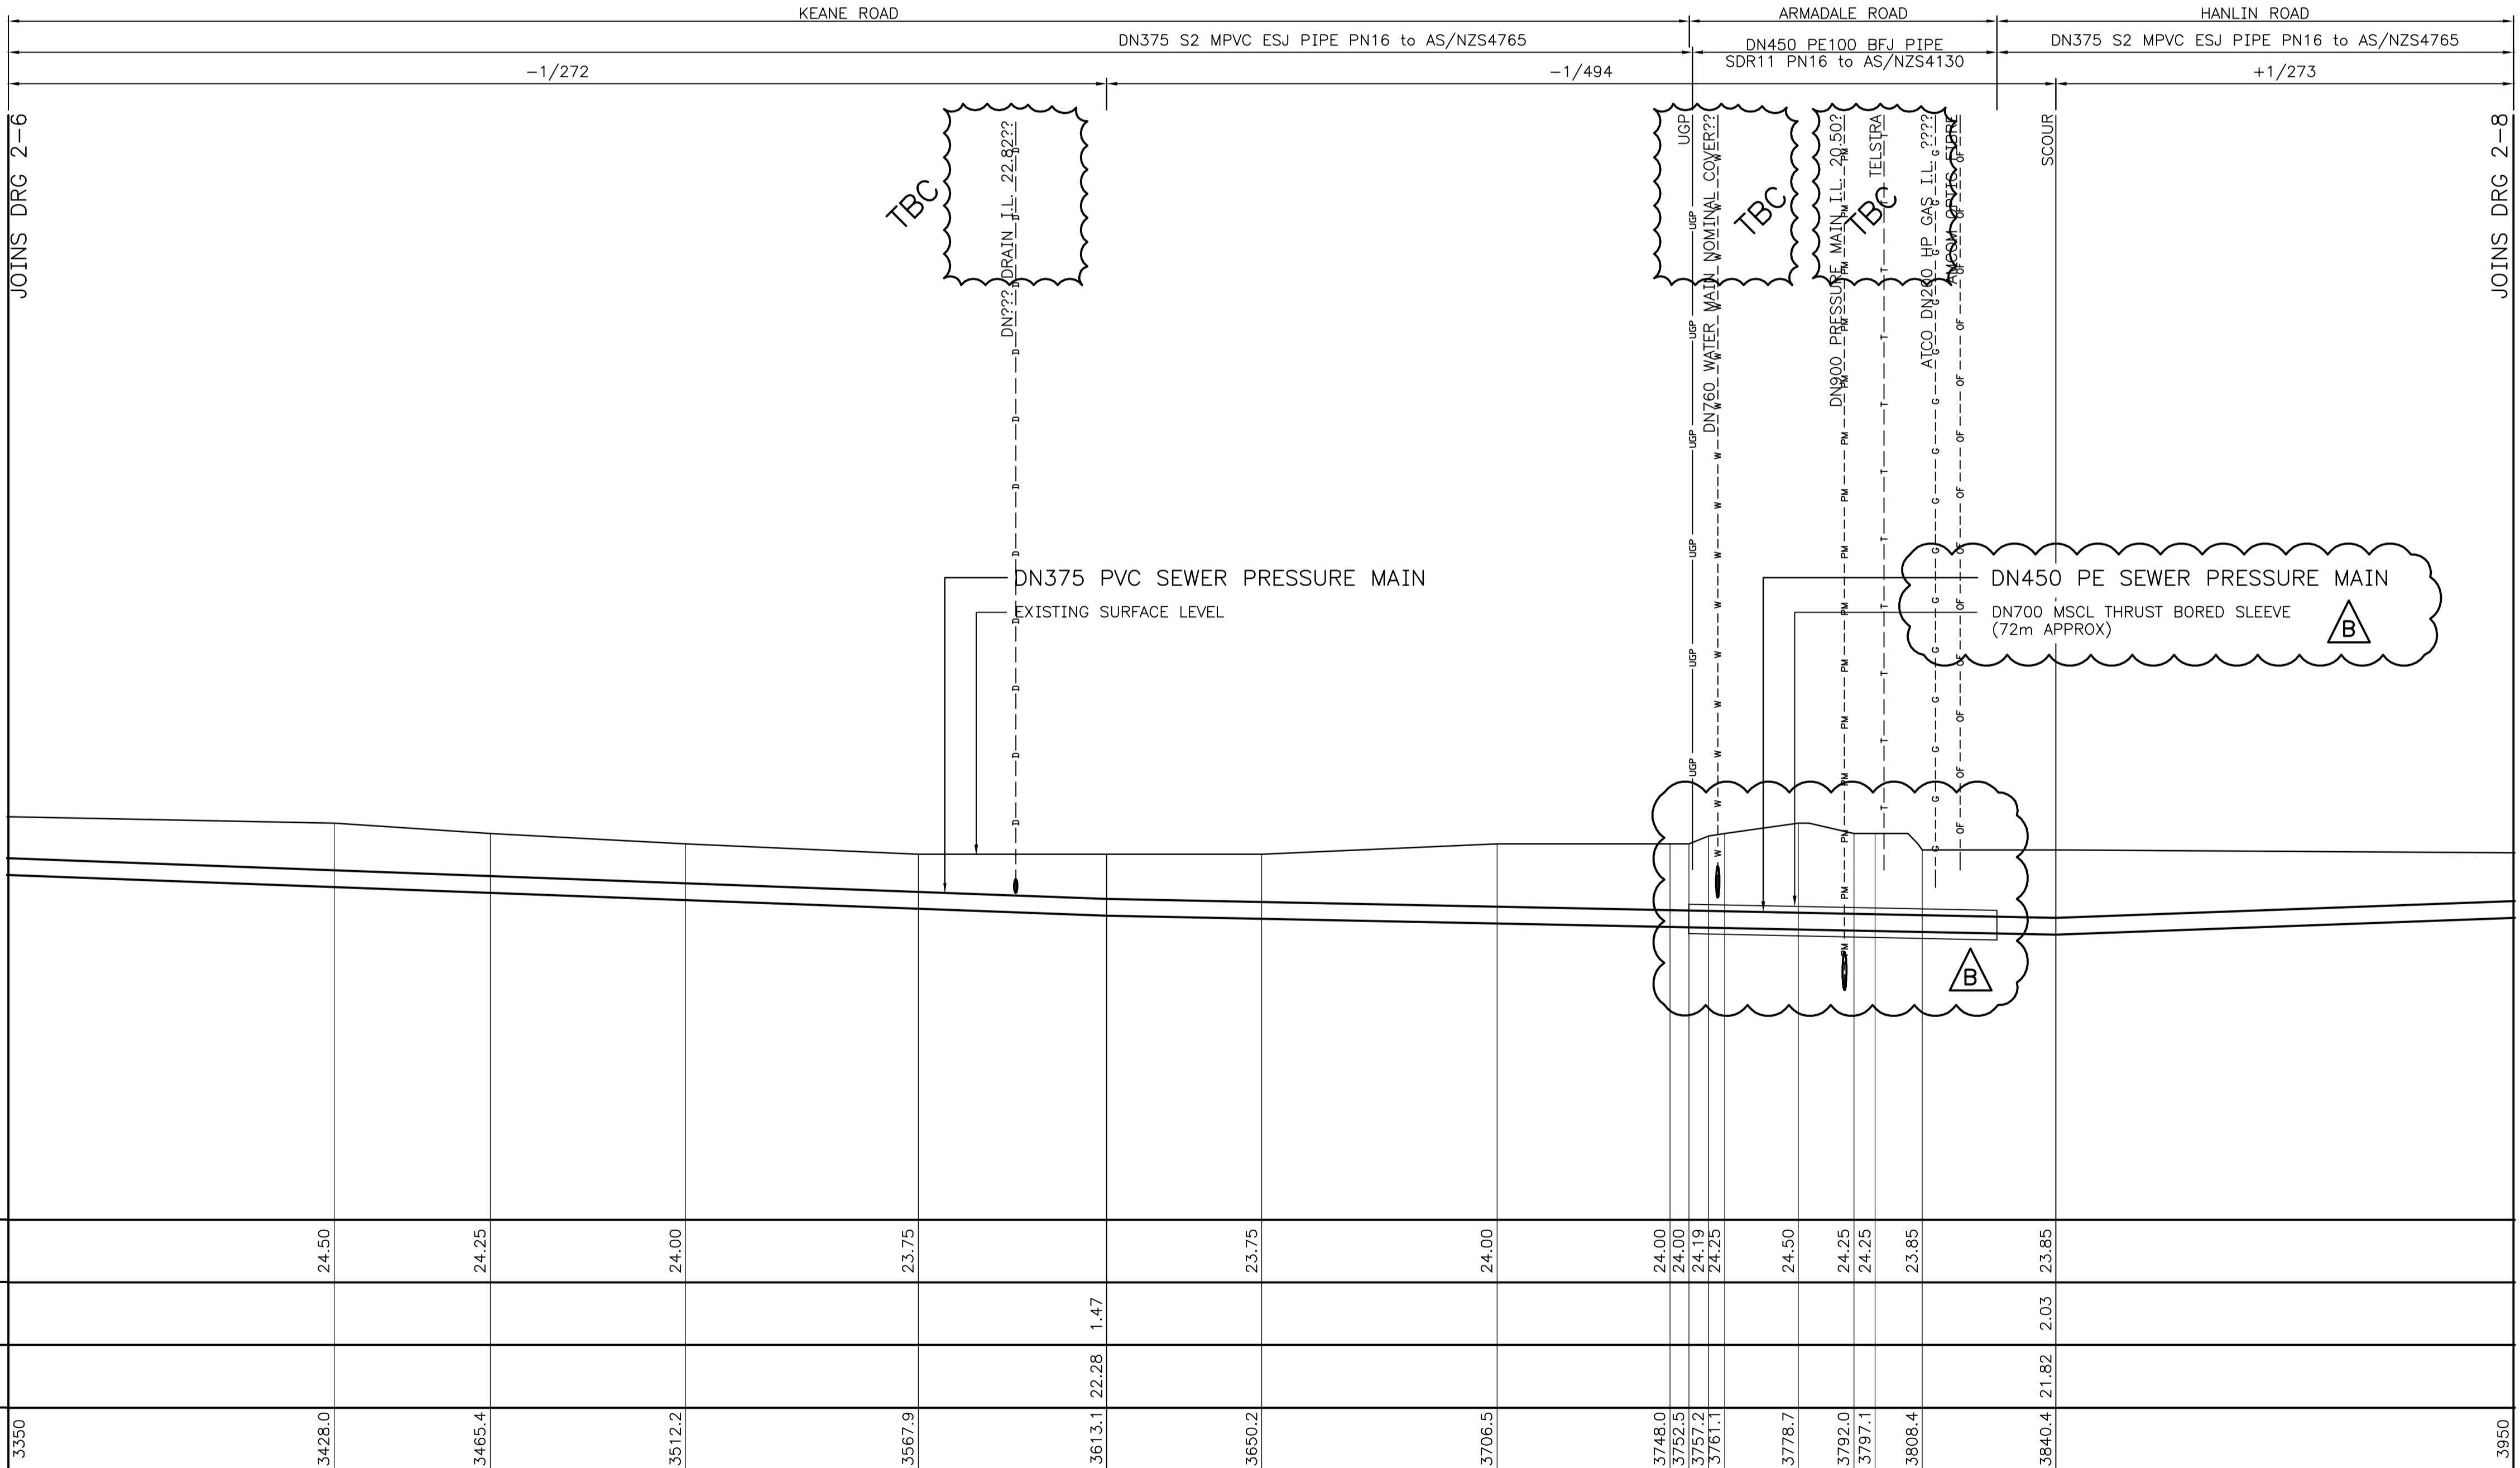 KEANE ROAD
ARMADALE ROAD
HANLIN ROAD
DN375 S2 MPVC ESJ PIPE PN16 to AS/NZS4765
DN450 PE100 BFJ PIPE
SDR11 PN16 to AS/NZS4130
DN375 S2 MPVC ESJ PIPE PN16 to AS/NZS4765
-1/272
-1/494
+1/273
JOINS DRG 2-6
TBC
DN??? DRAIN I.L. 22.82???
UGP
DN760 WATER MAIN NOMINAL COVER??
TBC
DN900 PRESSURE MAIN I.L. 20.50?
TBC
TELSTRA
ATCO DN200 HP GAS I.L. ????
AMCOM OPTIC FIBRE
SCOUR
JOINS DRG 2-8
DN375 PVC SEWER PRESSURE MAIN
EXISTING SURFACE LEVEL
DN450 PE SEWER PRESSURE MAIN
DN700 MSCL THRUST BORED SLEEVE
(72m APPROX)
B
B
24.50 24.25 24.00 23.75 23.75 24.00 24.00 24.00 24.19 24.25 24.50 24.25 24.25 23.85 23.85
1.47 2.03
22.28 21.82
3350 3428.0 3465.4 3512.2 3567.9 3613.1 3650.2 3706.5 3748.0 3752.5 3757.2 3761.1 3778.7 3792.0 3797.1 3808.4 3840.4 3950